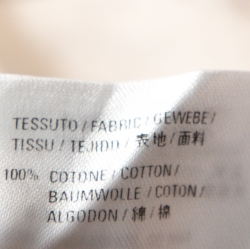 TESSUTO/FABRIC/GEWEBE/
TISSU/TEJIDO/表地/面料
100% COTONE/COTTON/
BAUMWOLLE/COTON/
ALGODON/綿/棉